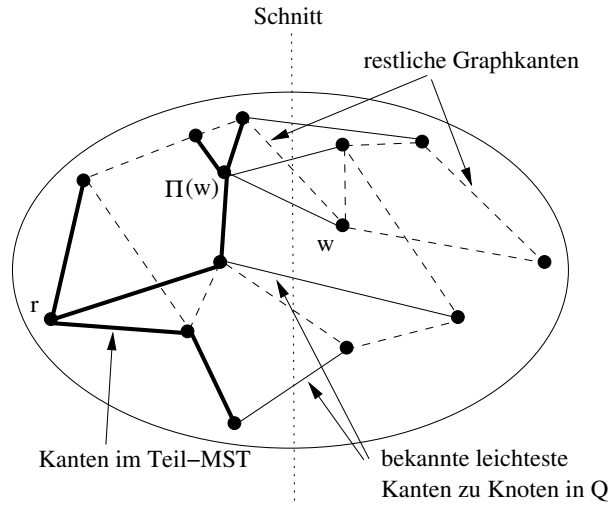 Schnitt
restliche Graphkanten
Π(w)
w
r
Kanten im Teil−MST
bekannte leichteste
Kanten zu Knoten in Q